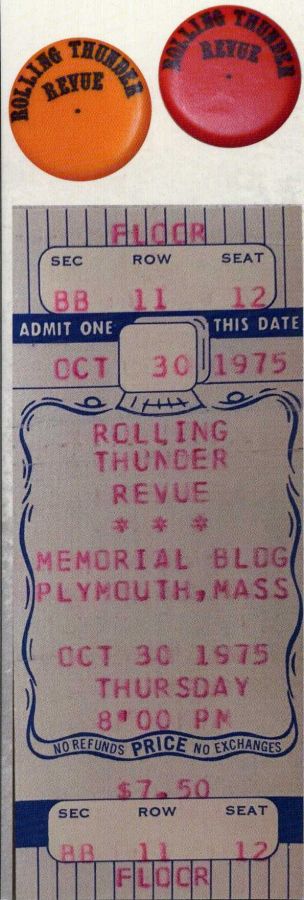 ROLLING THUNDER
REVUE
ROLLING THUNDER
REVUE
FLOOR
SEC ROW SEAT
BB 11 12
ADMIT ONE THIS DATE
OCT 30 1975
ROLLING
THUNDER
REVUE
* * *
MEMORIAL BLDG
PLYMOUTH, MASS
OCT 30 1975
THURSDAY
8:00 PM
NO REFUNDS PRICE NO EXCHANGES
$7.50
SEC ROW SEAT
BB 11 12
FLOOR